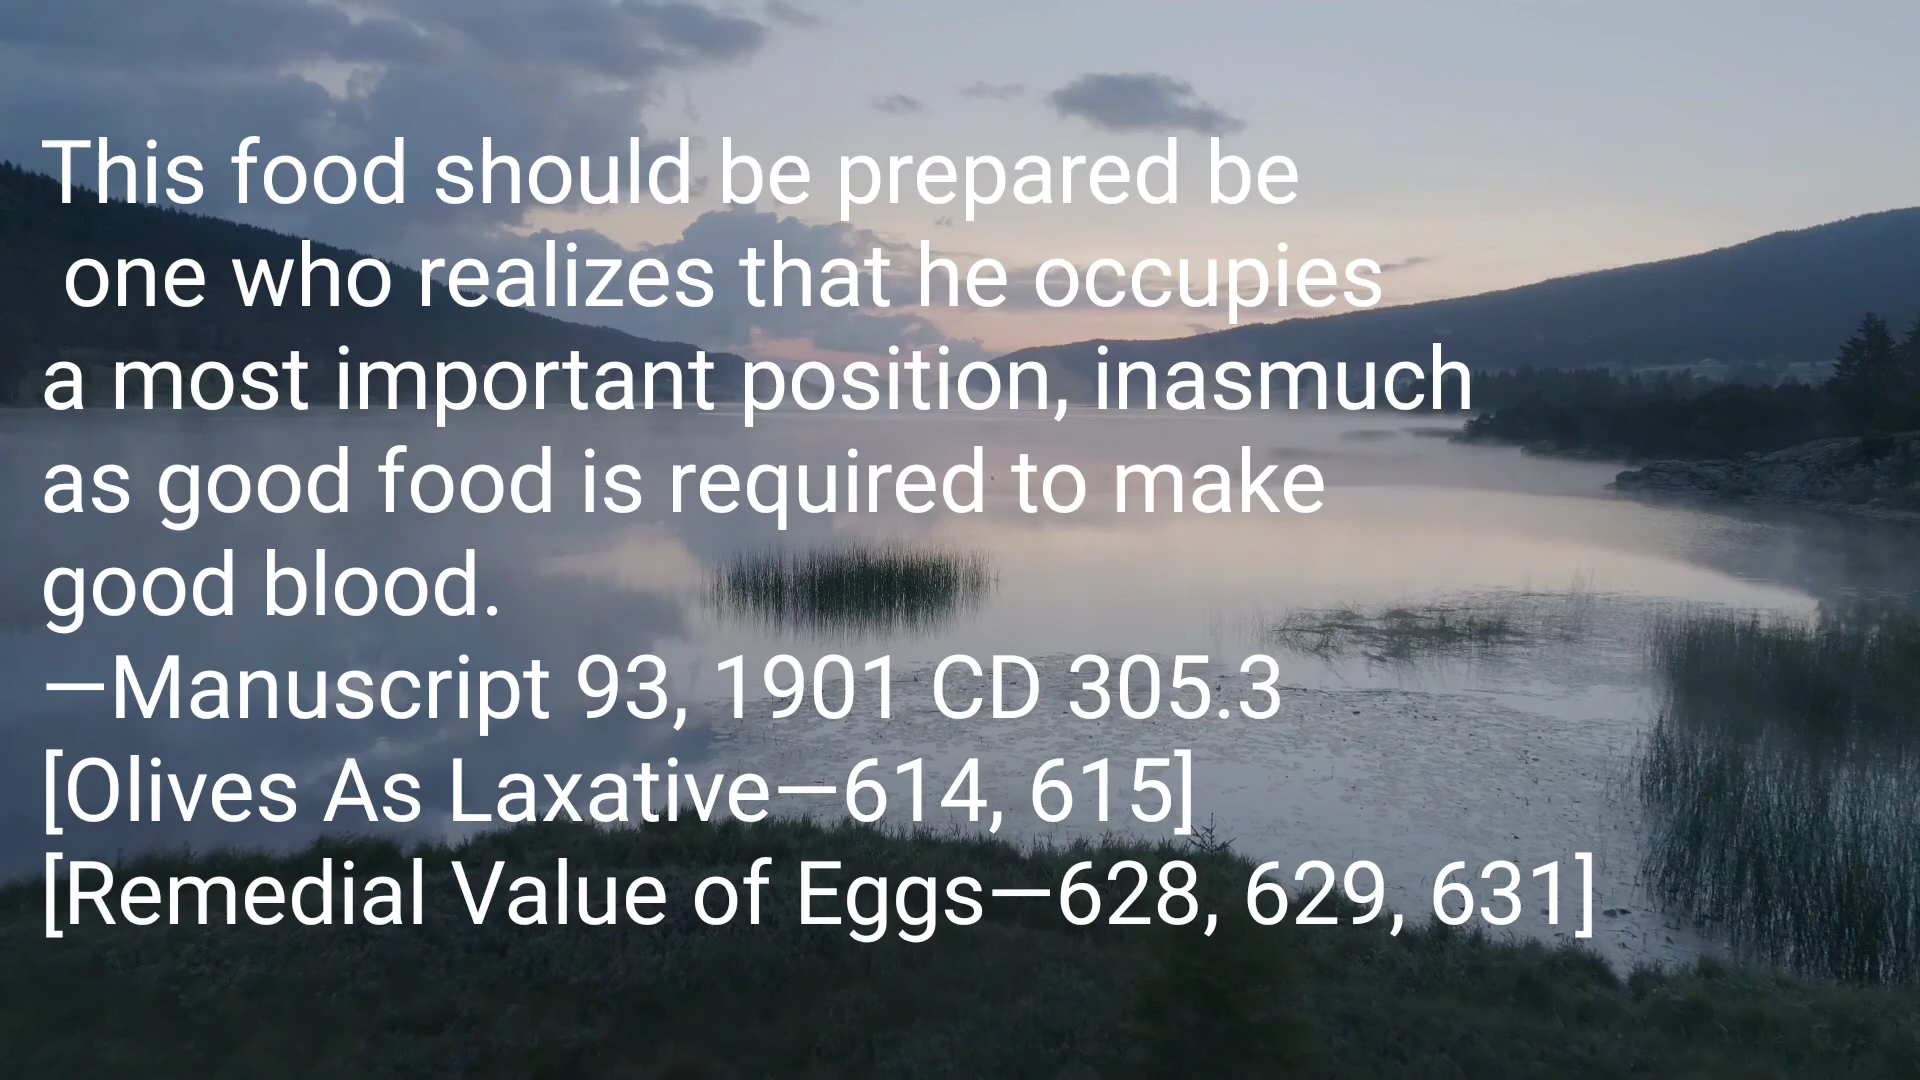 This food should be prepared be
one who realizes that he occupies
a most important position, inasmuch
as good food is required to make
good blood.
—Manuscript 93, 1901 CD 305.3
[Olives As Laxative—614, 615]
[Remedial Value of Eggs—628, 629, 631]